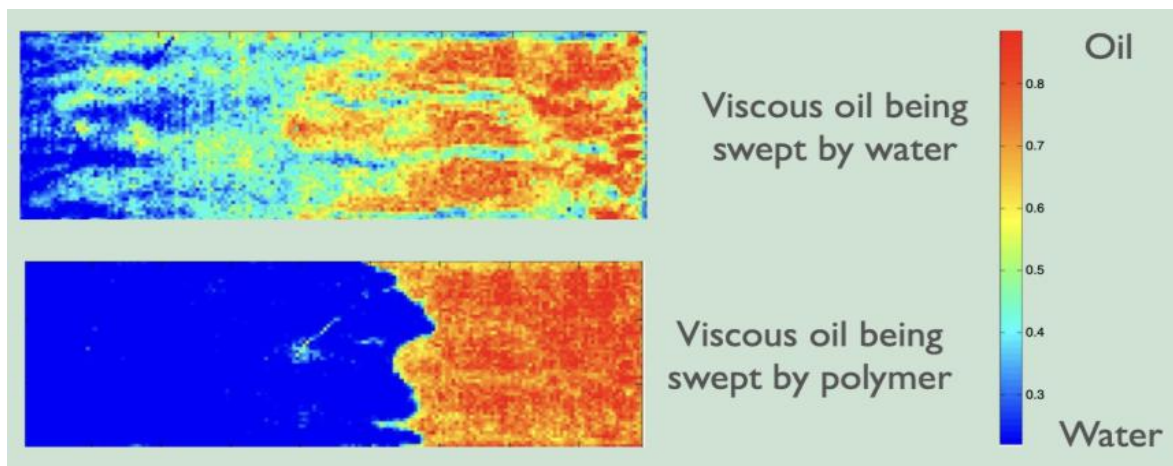 Viscous oil being
swept by water
Viscous oil being
swept by polymer
Oil
0.8
0.7
0.6
0.5
0.4
0.3
Water